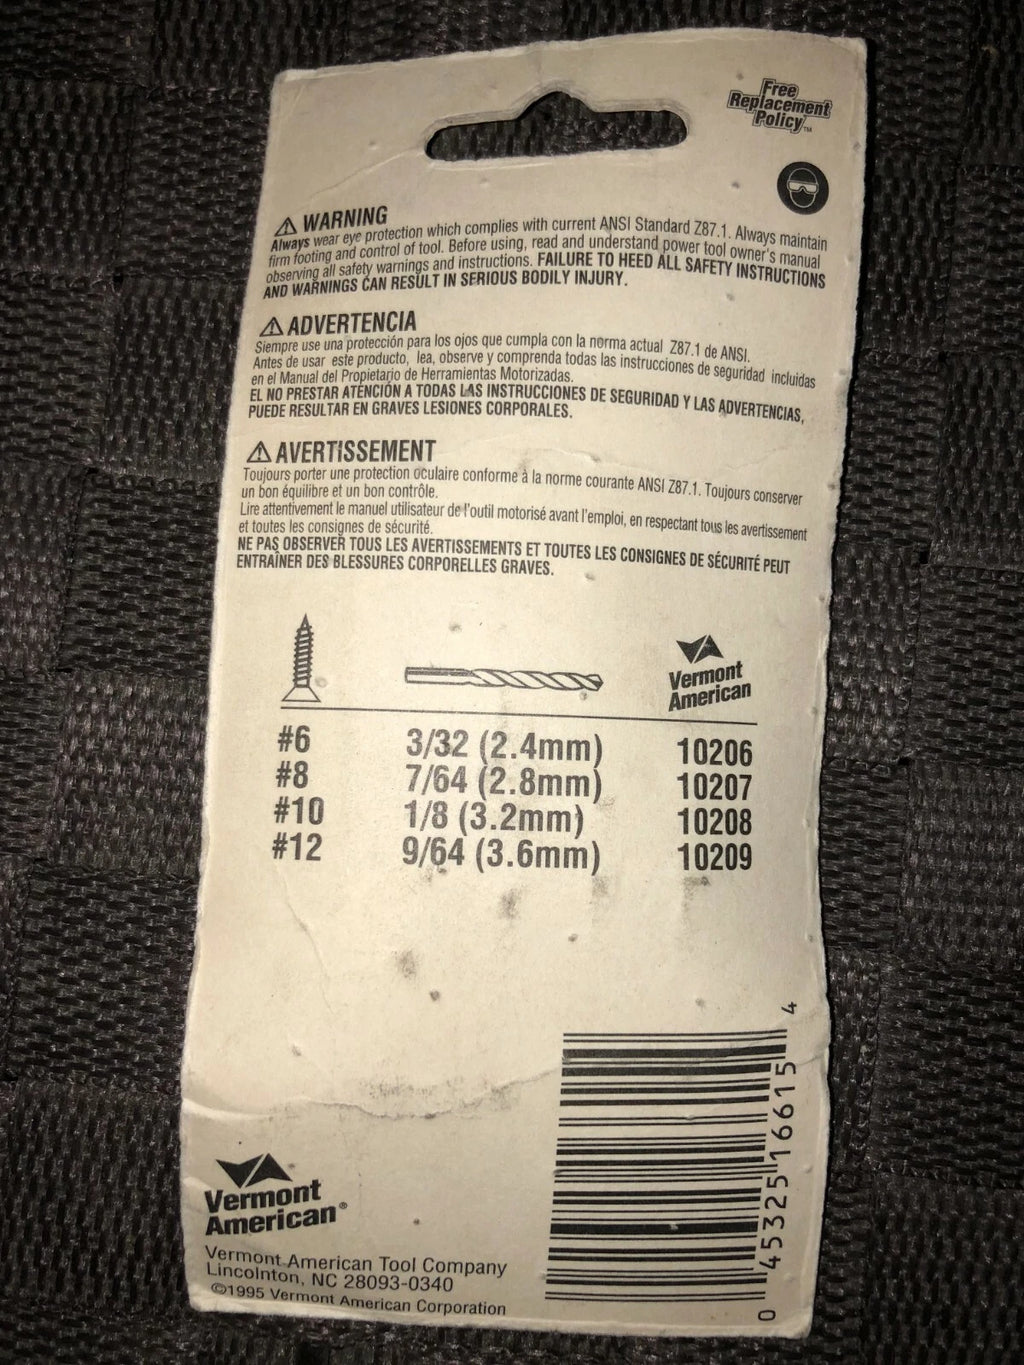 Free
Replacement
Policy™
⚠ WARNING
Always wear eye protection which complies with current ANSI Standard Z87.1. Always maintain
firm footing and control of tool. Before using, read and understand power tool owner's manual
observing all safety warnings and instructions. FAILURE TO HEED ALL SAFETY INSTRUCTIONS
AND WARNINGS CAN RESULT IN SERIOUS BODILY INJURY.
⚠ ADVERTENCIA
Siempre use una protección para los ojos que cumpla con la norma actual Z87.1 de ANSI.
Antes de usar este producto, lea, observe y comprenda todas las instrucciones de seguridad incluidas
en el Manual del Propietario de Herramientas Motorizadas.
EL NO PRESTAR ATENCIÓN A TODAS LAS INSTRUCCIONES DE SEGURIDAD Y LAS ADVERTENCIAS,
PUEDE RESULTAR EN GRAVES LESIONES CORPORALES.
⚠ AVERTISSEMENT
Toujours porter une protection oculaire conforme à la norme courante ANSI Z87.1. Toujours conserver
un bon équilibre et un bon contrôle.
Lire attentivement le manuel utilisateur de l'outil motorisé avant l'emploi, en respectant tous les avertissement
et toutes les consignes de sécurité.
NE PAS OBSERVER TOUS LES AVERTISSEMENTS ET TOUTES LES CONSIGNES DE SÉCURITÉ PEUT
ENTRAÎNER DES BLESSURES CORPORELLES GRAVES.
Vermont
American
#6 3/32 (2.4mm) 10206
#8 7/64 (2.8mm) 10207
#10 1/8 (3.2mm) 10208
#12 9/64 (3.6mm) 10209
0 45325 16615 4
Vermont
American®
Vermont American Tool Company
Lincolnton, NC 28093-0340
©1995 Vermont American Corporation